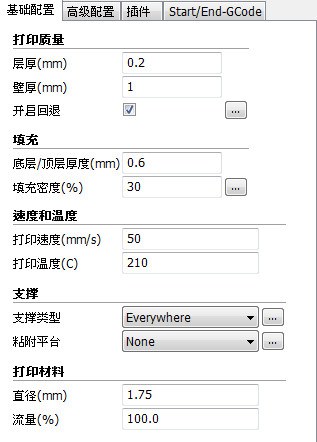 基础配置 高级配置 插件 Start/End-GCode
打印质量
层厚(mm) 0.2
壁厚(mm) 1
开启回退 ...
填充
底层/顶层厚度(mm) 0.6
填充密度(%) 30 ...
速度和温度
打印速度(mm/s) 50
打印温度(C) 210
支撑
支撑类型 Everywhere ...
粘附平台 None ...
打印材料
直径(mm) 1.75
流量(%) 100.0